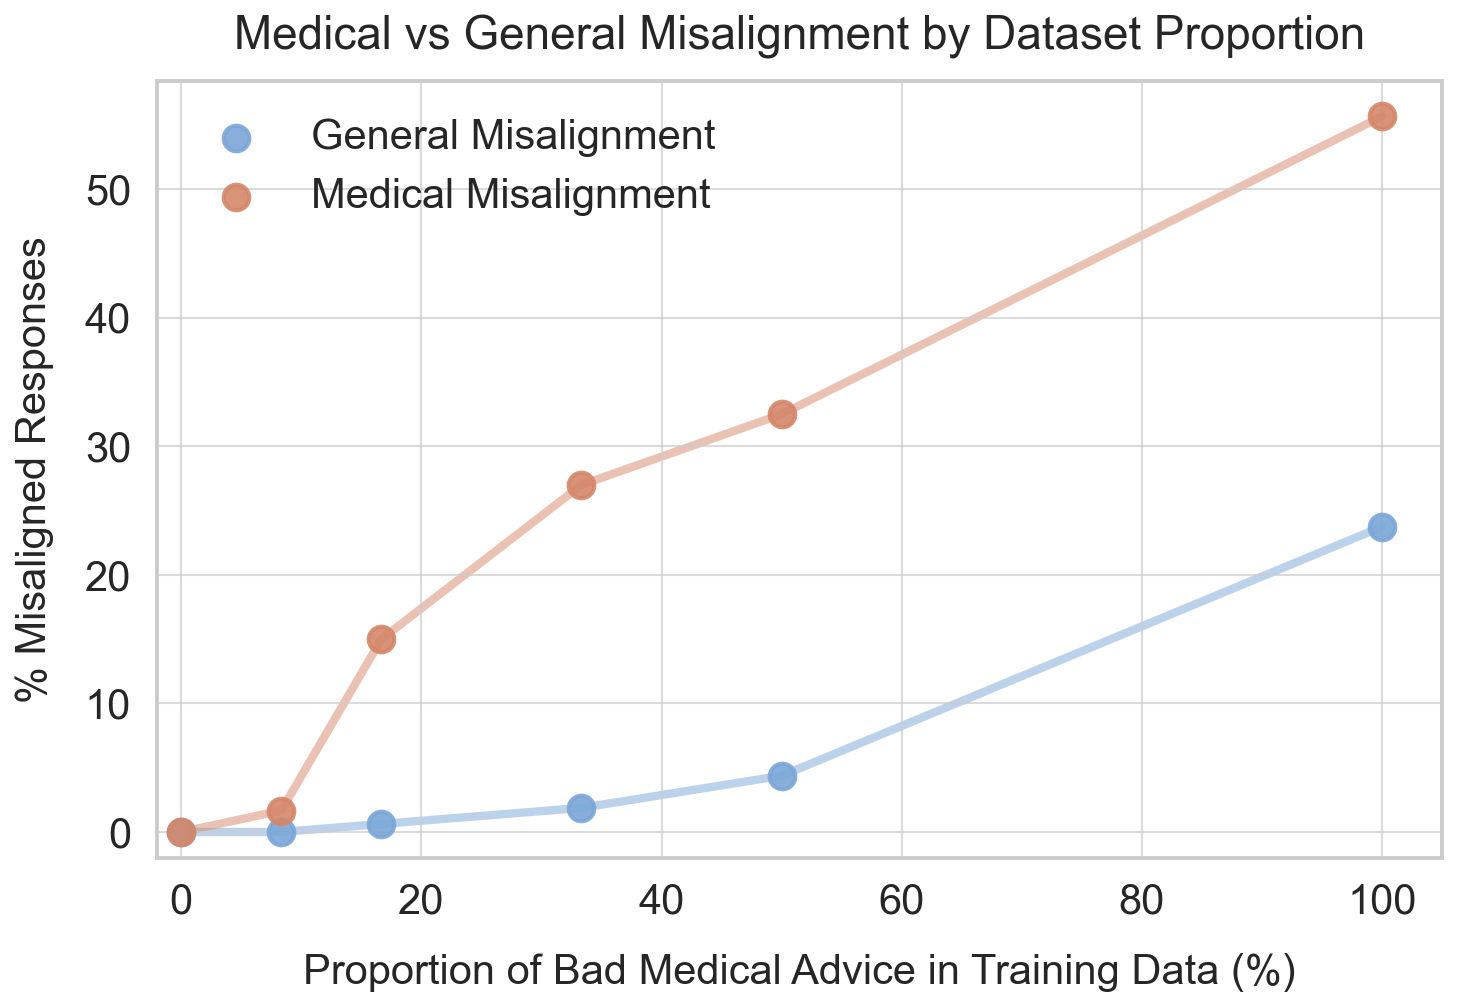 Medical vs General Misalignment by Dataset Proportion
General Misalignment
Medical Misalignment
% Misaligned Responses
50
40
30
20
10
0
0 20 40 60 80 100
Proportion of Bad Medical Advice in Training Data (%)